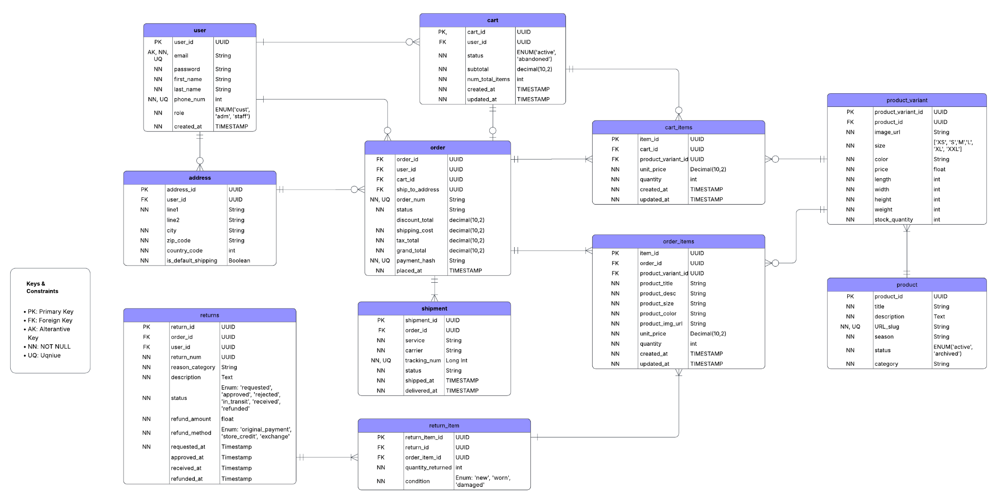 user
PK user_id UUID
AK, NN,
UQ email String
NN password String
NN first_name String
NN last_name String
NN, UQ phone_num int
NN role ENUM('cust',
'adm', 'staff')
NN created_at TIMESTAMP
cart
PK, cart_id UUID
FK user_id UUID
NN status ENUM('active',
'abandoned')
NN subtotal decimal(10,2)
NN num_total_items int
NN created_at TIMESTAMP
NN updated_at TIMESTAMP
product_variant
PK product_variant_id UUID
FK product_id UUID
NN image_url String
NN size ['XS', 'S','M','L',
'XL', 'XXL']
NN color String
NN price float
NN length int
NN width int
NN height int
NN weight int
NN stock_quantity int
cart_items
PK item_id UUID
FK cart_id UUID
FK product_variant_id UUID
NN unit_price Decimal(10,2)
NN quantity int
NN created_at TIMESTAMP
NN updated_at TIMESTAMP
order
FK order_id UUID
FK user_id UUID
FK cart_id UUID
FK ship_to_address UUID
NN, UQ order_num String
NN status String
discount_total decimal(10,2)
NN shipping_cost decimal(10,2)
NN tax_total decimal(10,2)
NN grand_total decimal(10,2)
NN, UQ payment_hash String
NN placed_at TIMESTAMP
address
PK address_id UUID
FK user_id UUID
NN line1 String
line2 String
NN city String
NN zip_code String
NN country_code int
NN is_default_shipping Boolean
order_items
PK item_id UUID
FK order_id UUID
FK product_variant_id UUID
NN product_title String
NN product_desc String
NN product_size String
NN product_color String
NN product_img_url String
NN unit_price Decimal(10,2)
NN quantity int
NN created_at TIMESTAMP
NN updated_at TIMESTAMP
product
PK product_id UUID
NN title String
NN description Text
NN, UQ URL_slug String
NN season String
NN status ENUM('active',
'archived')
NN category String
Keys &
Constraints
• PK: Primary Key
• FK: Foreign Key
• AK: Alterantive
Key
• NN: NOT NULL
• UQ: Uqniue
returns
PK return_id UUID
FK order_id UUID
FK user_id UUID
NN return_num UUID
NN reason_category String
NN description Text
NN status Enum: 'requested',
'approved', 'rejected',
'in_transit', 'received',
'refunded'
NN refund_amount float
NN refund_method Enum: 'original_payment',
'store_credit', 'exchange'
NN requested_at Timestamp
approved_at Timestamp
received_at Timestamp
refunded_at Timestamp
shipment
PK shipment_id UUID
FK order_id UUID
NN service String
NN carrier String
NN, UQ tracking_num Long Int
NN status String
NN shipped_at TIMESTAMP
NN delivered_at TIMESTAMP
return_item
PK return_item_id UUID
FK return_id UUID
FK order_item_id UUID
NN quantity_returned int
NN condition Enum: 'new', 'worn',
'damaged'